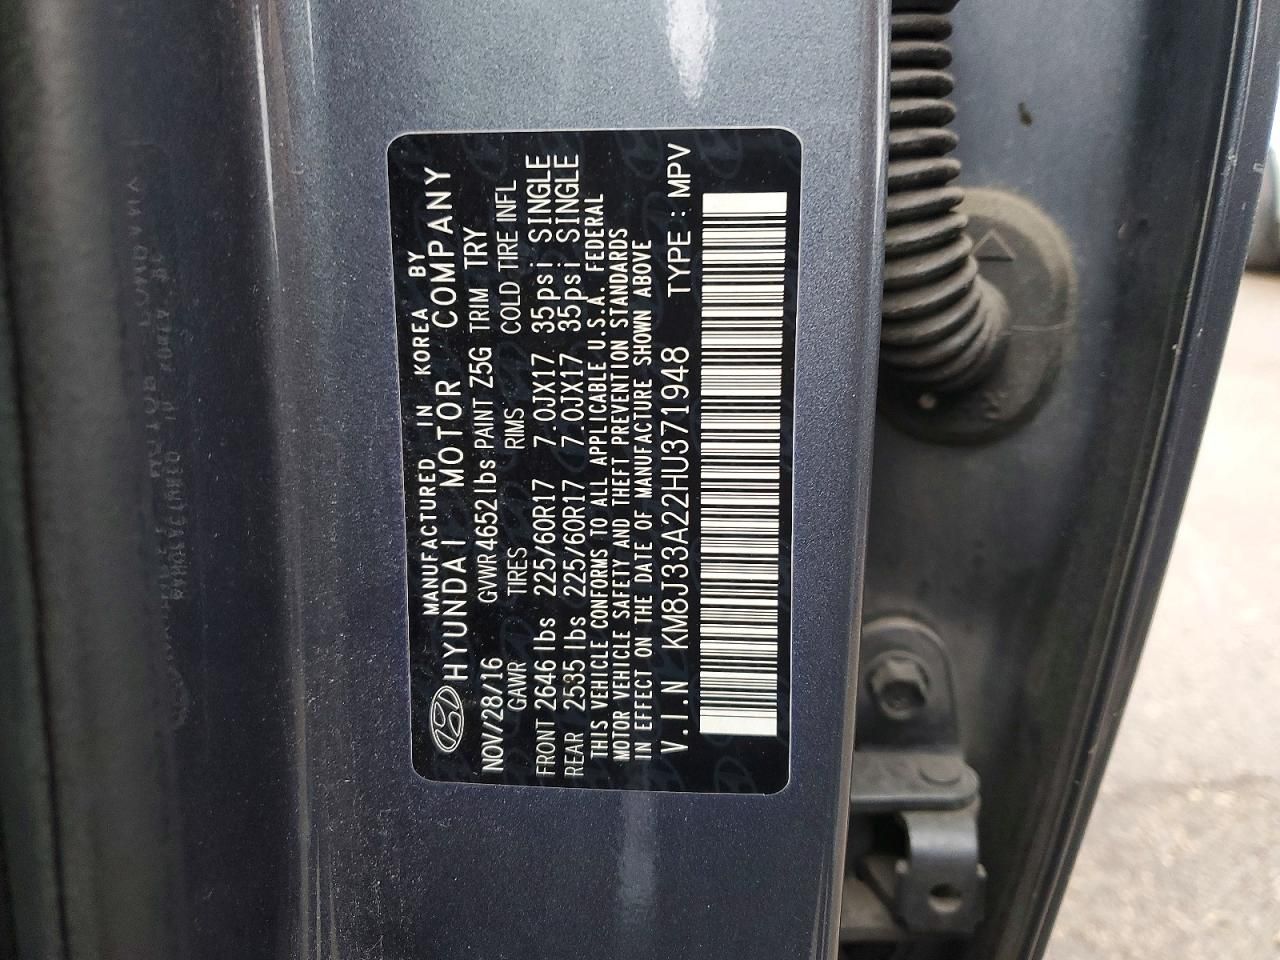 MANUFACTURED IN KOREA BY
HYUNDAI MOTOR COMPANY
NOV/28/16 GVWR 4652 lbs PAINT Z5G TRIM TRY
GAWR TIRES RIMS COLD TIRE INFL
FRONT 2646 lbs 225/60R17 7.0JX17 35psi SINGLE
REAR 2535 lbs 225/60R17 7.0JX17 35psi SINGLE
THIS VEHICLE CONFORMS TO ALL APPLICABLE U.S.A. FEDERAL
MOTOR VEHICLE SAFETY AND THEFT PREVENTION STANDARDS
IN EFFECT ON THE DATE OF MANUFACTURE SHOWN ABOVE
V.I.N KM8J33A22HU371948 TYPE : MPV